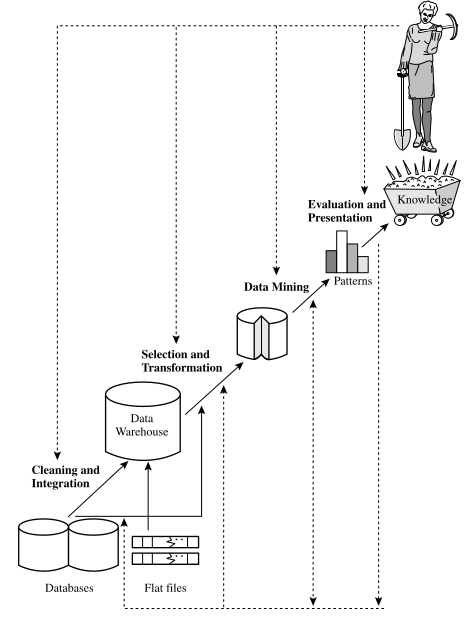 Knowledge
Evaluation and
Presentation
Patterns
Data Mining
Selection and
Transformation
Data
Warehouse
Cleaning and
Integration
Databases
Flat files